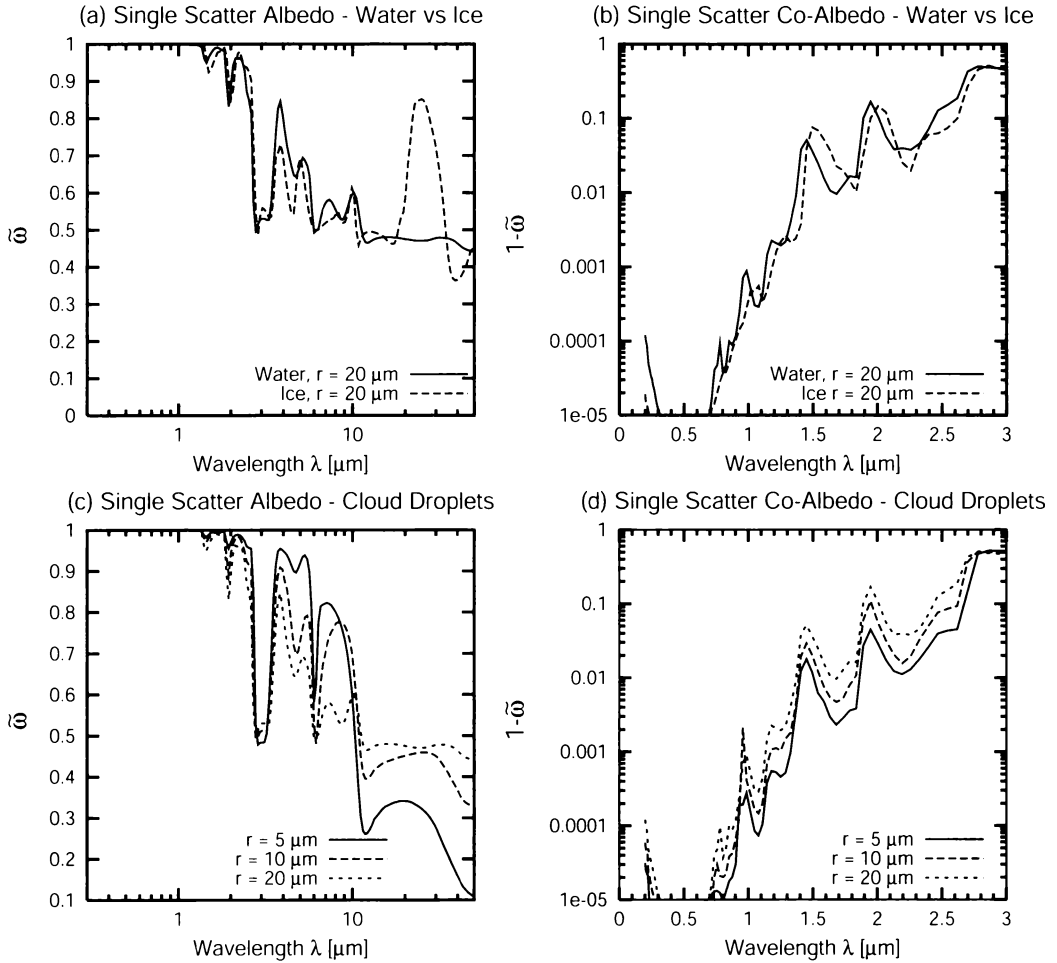 (a) Single Scatter Albedo - Water vs Ice
1
0.9
0.8
0.7
0.6
0.5
0.4
0.3
0.2
0.1
0
ω̃
Water, r = 20 µm
Ice, r = 20 µm
1
10
Wavelength λ [µm]
(b) Single Scatter Co-Albedo - Water vs Ice
1
0.1
0.01
0.001
0.0001
1e-05
1-ω̃
Water, r = 20 µm
Ice r = 20 µm
0
0.5
1
1.5
2
2.5
3
Wavelength λ [µm]
(c) Single Scatter Albedo - Cloud Droplets
1
0.9
0.8
0.7
0.6
0.5
0.4
0.3
0.2
0.1
ω̃
r = 5 µm
r = 10 µm
r = 20 µm
1
10
Wavelength λ [µm]
(d) Single Scatter Co-Albedo - Cloud Droplets
1
0.1
0.01
0.001
0.0001
1e-05
1-ω̃
r = 5 µm
r = 10 µm
r = 20 µm
0
0.5
1
1.5
2
2.5
3
Wavelength λ [µm]